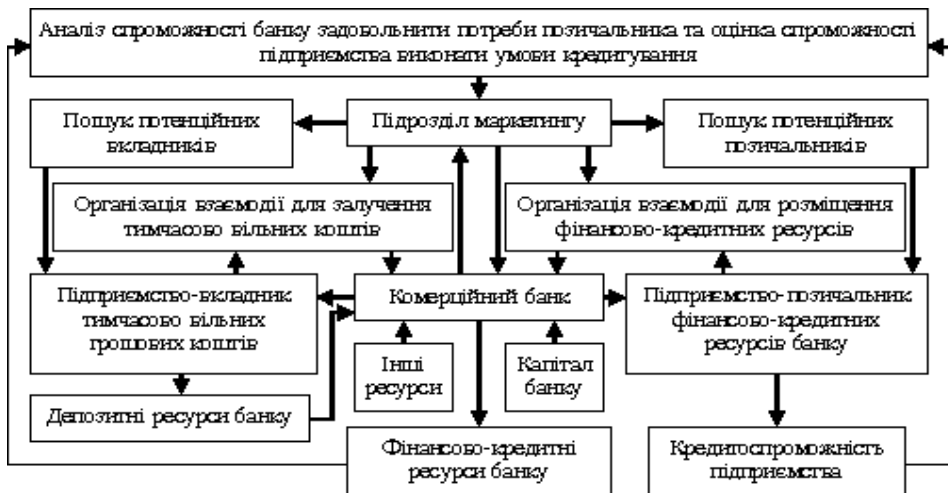 Аналіз спроможності банку задовольнити потреби позичальника та оцінка спроможності
підприємства виконати умови кредитування
Пошук потенційних
вкладників
Підрозділ маркетингу
Пошук потенційних
позичальників
Організація взаємодії для залучення
тимчасово вільних коштів
Організація взаємодії для розміщення
фінансово-кредитних ресурсів
Підприємство-вкладник
тимчасово вільних
грошових коштів
Комерційний банк
Підприємство-позичальник
фінансово-кредитних
ресурсів банку
Інші
ресурси
Капітал
банку
Депозитні ресурси банку
Фінансово-кредитні
ресурси банку
Кредитоспроможність
підприємства